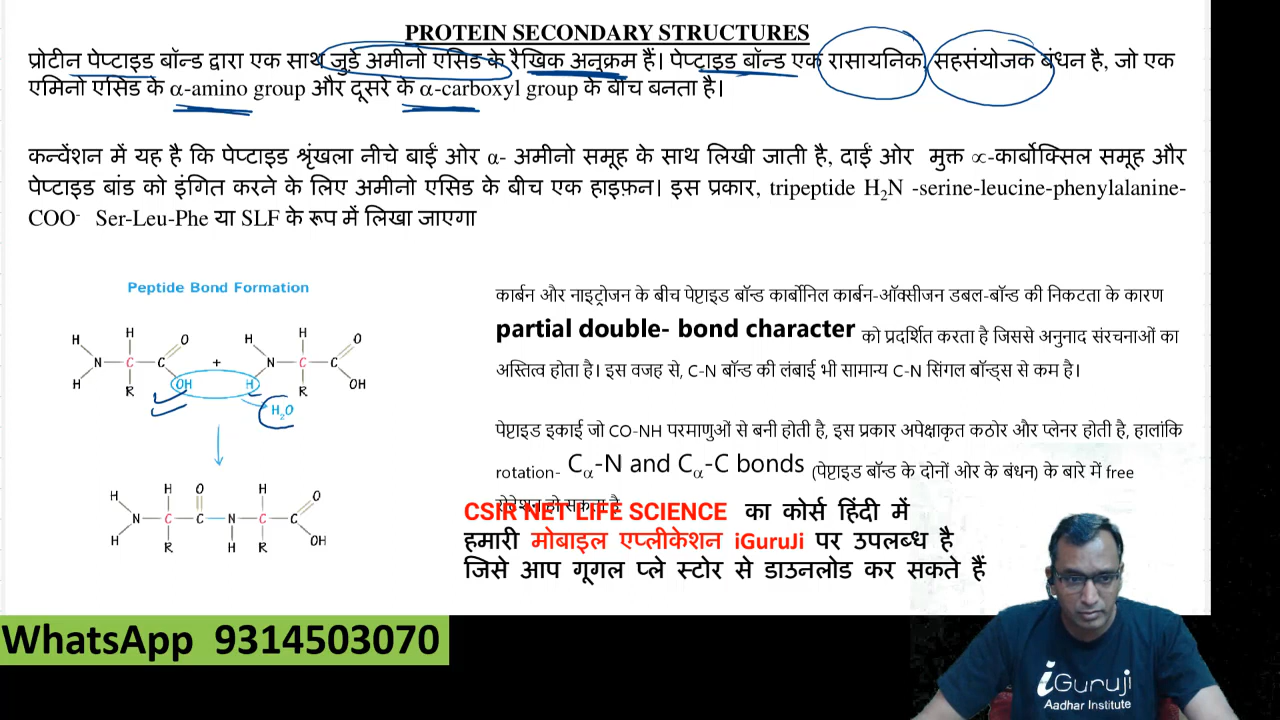 PROTEIN SECONDARY STRUCTURES
प्रोटीन पेप्टाइड बॉन्ड द्वारा एक साथ जुडे अमीनो एसिड के रैखिक अनुक्रम हैं। पेप्टाइड बॉन्ड एक रासायनिक, सहसंयोजक बंधन है, जो एक
एमिनो एसिड के α-amino group और दूसरे के α-carboxyl group के बीच बनता है।
कन्वेंशन में यह है कि पेप्टाइड श्रृंखला नीचे बाईं ओर α- अमीनो समूह के साथ लिखी जाती है, दाईं ओर मुक्त ∝-कार्बोक्सिल समूह और
पेप्टाइड बांड को इंगित करने के लिए अमीनो एसिड के बीच एक हाइफ़न। इस प्रकार, tripeptide H₂N -serine-leucine-phenylalanine-
COO⁻ Ser-Leu-Phe या SLF के रूप में लिखा जाएगा
Peptide Bond Formation
H H O H H O
H N C C OH + H N C C OH
H R H R
H₂O
H H O H O
N C C N C C
H R H R OH
कार्बन और नाइट्रोजन के बीच पेप्टाइड बॉन्ड कार्बोनिल कार्बन-ऑक्सीजन डबल-बॉन्ड की निकटता के कारण
partial double- bond character को प्रदर्शित करता है जिससे अनुनाद संरचनाओं का
अस्तित्व होता है। इस वजह से, C-N बॉन्ड की लंबाई भी सामान्य C-N सिंगल बॉन्ड्स से कम है।
पेप्टाइड इकाई जो CO-NH परमाणुओं से बनी होती है, इस प्रकार अपेक्षाकृत कठोर और प्लेनर होती है, हालांकि
rotation- Cα-N and Cα-C bonds (पेप्टाइड बॉन्ड के दोनों ओर के बंधन) के बारे में free
रोटेशन हो सकता है
CSIR NET LIFE SCIENCE का कोर्स हिंदी में
हमारी मोबाइल एप्लीकेशन iGuruJi पर उपलब्ध है
जिसे आप गूगल प्ले स्टोर से डाउनलोड कर सकते हैं
WhatsApp 9314503070
iGuruji
Aadhar Institute